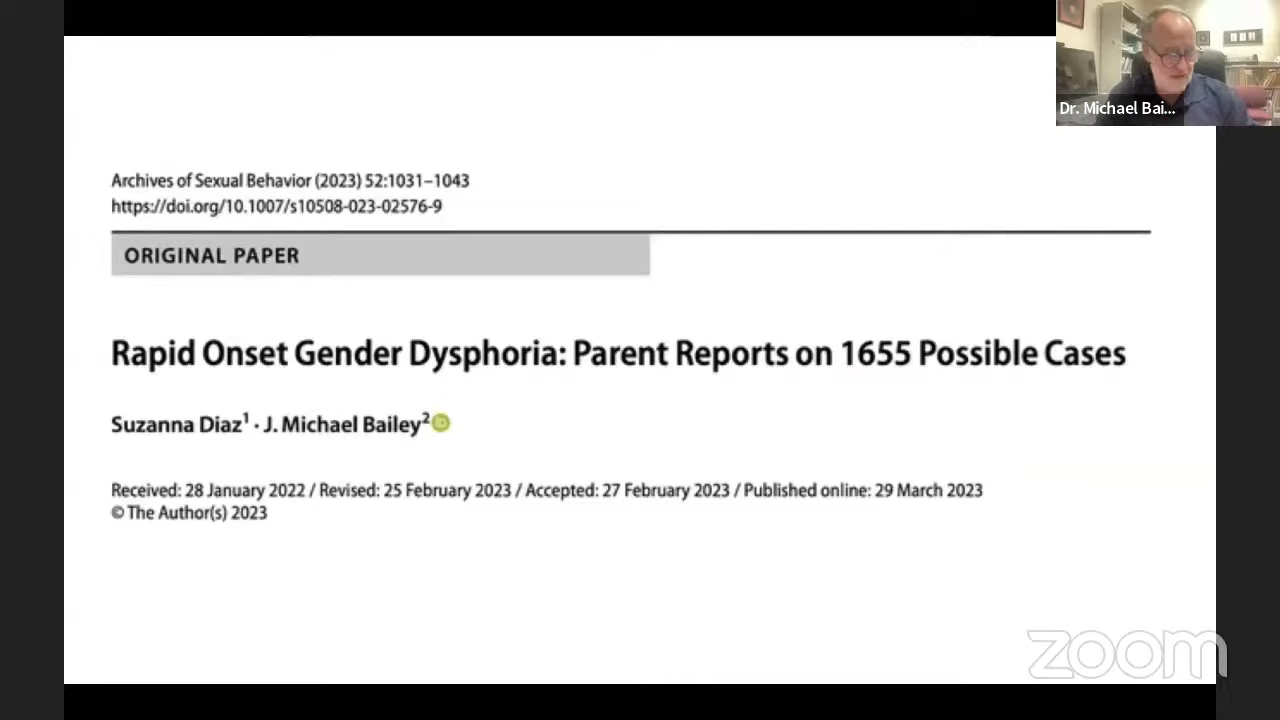 Dr. Michael Bai...
Archives of Sexual Behavior (2023) 52:1031–1043
https://doi.org/10.1007/s10508-023-02576-9
ORIGINAL PAPER
Rapid Onset Gender Dysphoria: Parent Reports on 1655 Possible Cases
Suzanna Diaz1 · J. Michael Bailey2
Received: 28 January 2022 / Revised: 25 February 2023 / Accepted: 27 February 2023 / Published online: 29 March 2023
© The Author(s) 2023
zoom